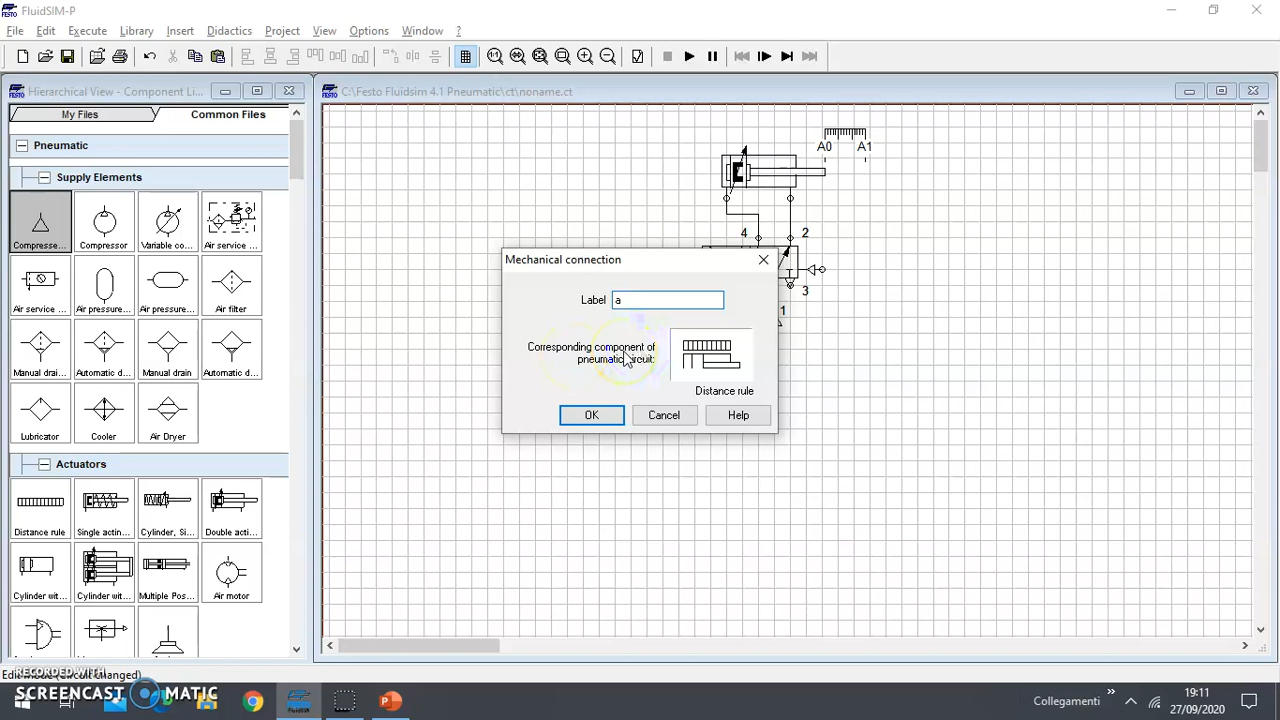 FESTO FluidSIM-P
File Edit Execute Library Insert Didactics Project View Options Window ?
FESTO Hierarchical View - Component Li...
FESTO C:\Festo Fluidsim 4.1 Pneumatic\ct\noname.ct
My Files Common Files
Pneumatic
Supply Elements
Compresse... Compressor Variable co... Air service ...
Air service ... Air pressure... Air pressure... Air filter
Manual drain Automatic d... Manual drain Automatic d...
Lubricator Cooler Air Dryer
Actuators
Distance rule Single actin... Cylinder, Si... Double acti...
Cylinder wit... Cylinder wit... Multiple Pos... Air motor
A0 A1
4 2
3
1
Mechanical connection
Label a
Corresponding component of
pneumatic circuit:
Distance rule
OK Cancel Help
RECORDED WITH
SCREENCAST MATIC
Collegamenti
19:11
27/09/2020